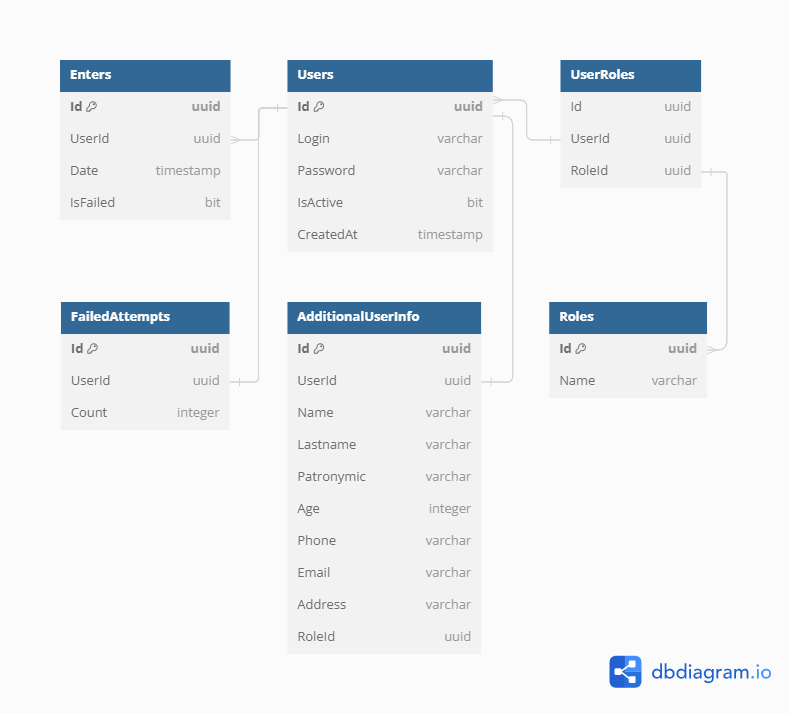 Enters
Id uuid
UserId uuid
Date timestamp
IsFailed bit
Users
Id uuid
Login varchar
Password varchar
IsActive bit
CreatedAt timestamp
UserRoles
Id uuid
UserId uuid
RoleId uuid
FailedAttempts
Id uuid
UserId uuid
Count integer
AdditionalUserInfo
Id uuid
UserId uuid
Name varchar
Lastname varchar
Patronymic varchar
Age integer
Phone varchar
Email varchar
Address varchar
RoleId uuid
Roles
Id uuid
Name varchar
dbdiagram.io